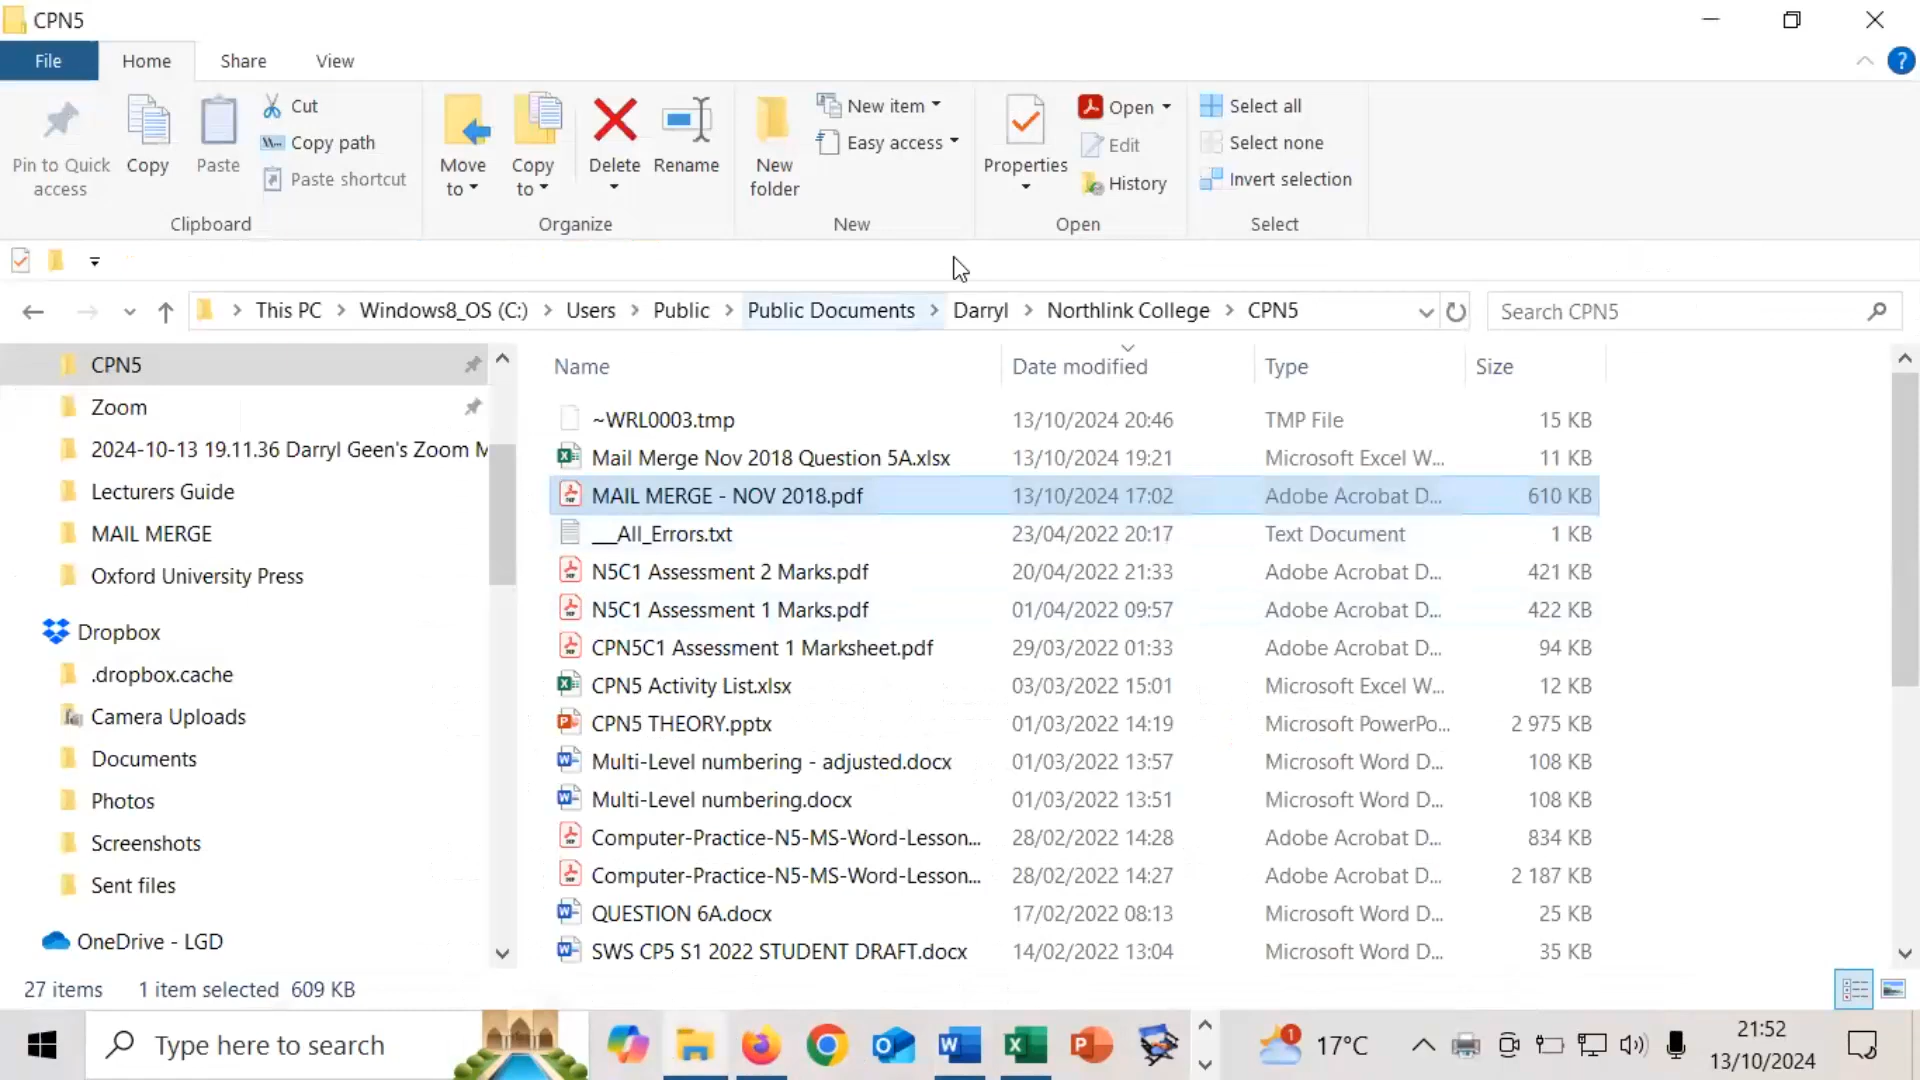 CPN5
File Home Share View
Pin to Quick access
Copy
Paste
Cut
Copy path
Paste shortcut
Clipboard
Move to
Copy to
Delete
Rename
Organize
New folder
New item
Easy access
New
Properties
Open
Edit
History
Open
Select all
Select none
Invert selection
Select
This PC > Windows8_OS (C:) > Users > Public > Public Documents > Darryl > Northlink College > CPN5
Search CPN5
CPN5
Zoom
2024-10-13 19.11.36 Darryl Geen's Zoom M
Lecturers Guide
MAIL MERGE
Oxford University Press
Dropbox
.dropbox.cache
Camera Uploads
Documents
Photos
Screenshots
Sent files
OneDrive - LGD
Name Date modified Type Size
~WRL0003.tmp 13/10/2024 20:46 TMP File 15 KB
Mail Merge Nov 2018 Question 5A.xlsx 13/10/2024 19:21 Microsoft Excel W... 11 KB
MAIL MERGE - NOV 2018.pdf 13/10/2024 17:02 Adobe Acrobat D... 610 KB
__All_Errors.txt 23/04/2022 20:17 Text Document 1 KB
N5C1 Assessment 2 Marks.pdf 20/04/2022 21:33 Adobe Acrobat D... 421 KB
N5C1 Assessment 1 Marks.pdf 01/04/2022 09:57 Adobe Acrobat D... 422 KB
CPN5C1 Assessment 1 Marksheet.pdf 29/03/2022 01:33 Adobe Acrobat D... 94 KB
CPN5 Activity List.xlsx 03/03/2022 15:01 Microsoft Excel W... 12 KB
CPN5 THEORY.pptx 01/03/2022 14:19 Microsoft PowerPo... 2 975 KB
Multi-Level numbering - adjusted.docx 01/03/2022 13:57 Microsoft Word D... 108 KB
Multi-Level numbering.docx 01/03/2022 13:51 Microsoft Word D... 108 KB
Computer-Practice-N5-MS-Word-Lesson... 28/02/2022 14:28 Adobe Acrobat D... 834 KB
Computer-Practice-N5-MS-Word-Lesson... 28/02/2022 14:27 Adobe Acrobat D... 2 187 KB
QUESTION 6A.docx 17/02/2022 08:13 Microsoft Word D... 25 KB
SWS CP5 S1 2022 STUDENT DRAFT.docx 14/02/2022 13:04 Microsoft Word D... 35 KB
27 items 1 item selected 609 KB
Type here to search
1
17°C
21:52
13/10/2024